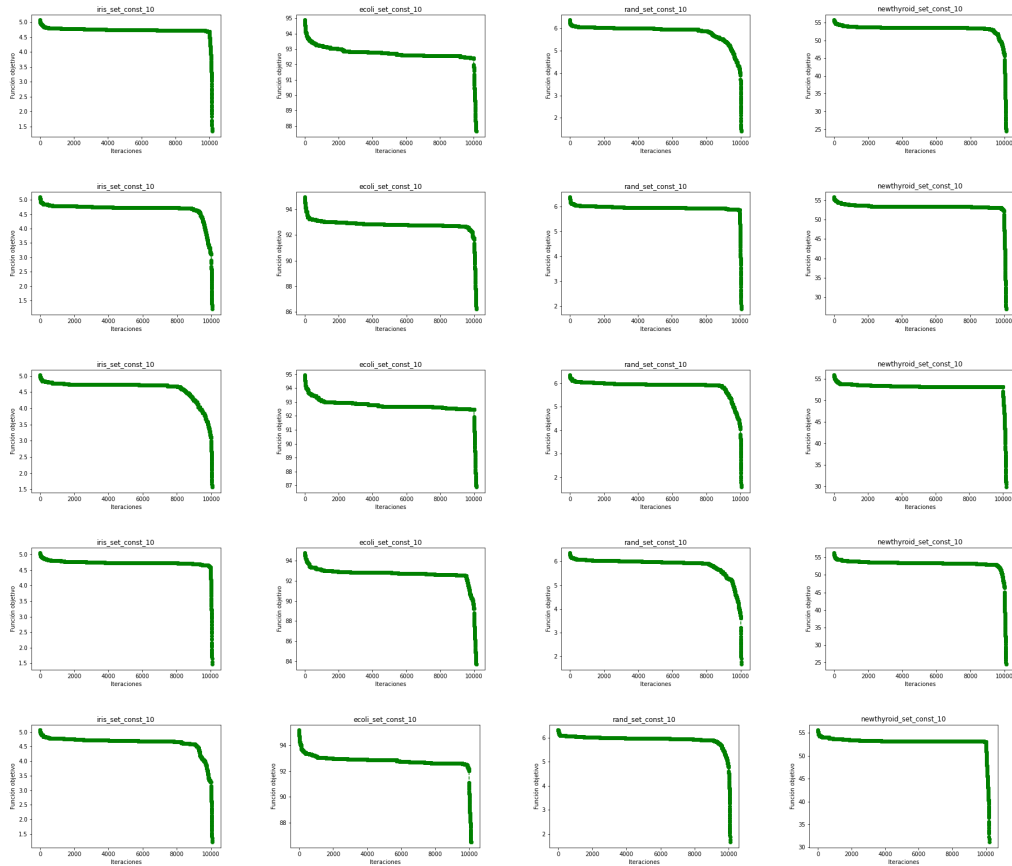 iris_set_const_10
Función objetivo
5.0
4.5
4.0
3.5
3.0
2.5
2.0
1.5
0 2000 4000 6000 8000 10000
Iteraciones
ecoli_set_const_10
Función objetivo
95
94
93
92
91
90
89
88
0 2000 4000 6000 8000 10000
Iteraciones
rand_set_const_10
Función objetivo
6
5
4
3
2
0 2000 4000 6000 8000 10000
Iteraciones
newthyroid_set_const_10
Función objetivo
55
50
45
40
35
30
25
0 2000 4000 6000 8000 10000
Iteraciones
iris_set_const_10
Función objetivo
5.0
4.5
4.0
3.5
3.0
2.5
2.0
1.5
0 2000 4000 6000 8000 10000
Iteraciones
ecoli_set_const_10
Función objetivo
94
92
90
88
86
0 2000 4000 6000 8000 10000
Iteraciones
rand_set_const_10
Función objetivo
6
5
4
3
2
0 2000 4000 6000 8000 10000
Iteraciones
newthyroid_set_const_10
Función objetivo
55
50
45
40
35
30
0 2000 4000 6000 8000 10000
Iteraciones
iris_set_const_10
Función objetivo
5.0
4.5
4.0
3.5
3.0
2.5
2.0
1.5
0 2000 4000 6000 8000 10000
Iteraciones
ecoli_set_const_10
Función objetivo
95
94
93
92
91
90
89
88
87
0 2000 4000 6000 8000 10000
Iteraciones
rand_set_const_10
Función objetivo
6
5
4
3
2
0 2000 4000 6000 8000 10000
Iteraciones
newthyroid_set_const_10
Función objetivo
55
50
45
40
35
30
0 2000 4000 6000 8000 10000
Iteraciones
iris_set_const_10
Función objetivo
5.0
4.5
4.0
3.5
3.0
2.5
2.0
1.5
0 2000 4000 6000 8000 10000
Iteraciones
ecoli_set_const_10
Función objetivo
94
92
90
88
86
84
0 2000 4000 6000 8000 10000
Iteraciones
rand_set_const_10
Función objetivo
6
5
4
3
2
0 2000 4000 6000 8000 10000
Iteraciones
newthyroid_set_const_10
Función objetivo
55
50
45
40
35
30
25
0 2000 4000 6000 8000 10000
Iteraciones
iris_set_const_10
Función objetivo
5.0
4.5
4.0
3.5
3.0
2.5
2.0
1.5
0 2000 4000 6000 8000 10000
Iteraciones
ecoli_set_const_10
Función objetivo
94
92
90
88
0 2000 4000 6000 8000 10000
Iteraciones
rand_set_const_10
Función objetivo
6
5
4
3
2
0 2000 4000 6000 8000 10000
Iteraciones
newthyroid_set_const_10
Función objetivo
55
50
45
40
35
30
0 2000 4000 6000 8000 10000
Iteraciones